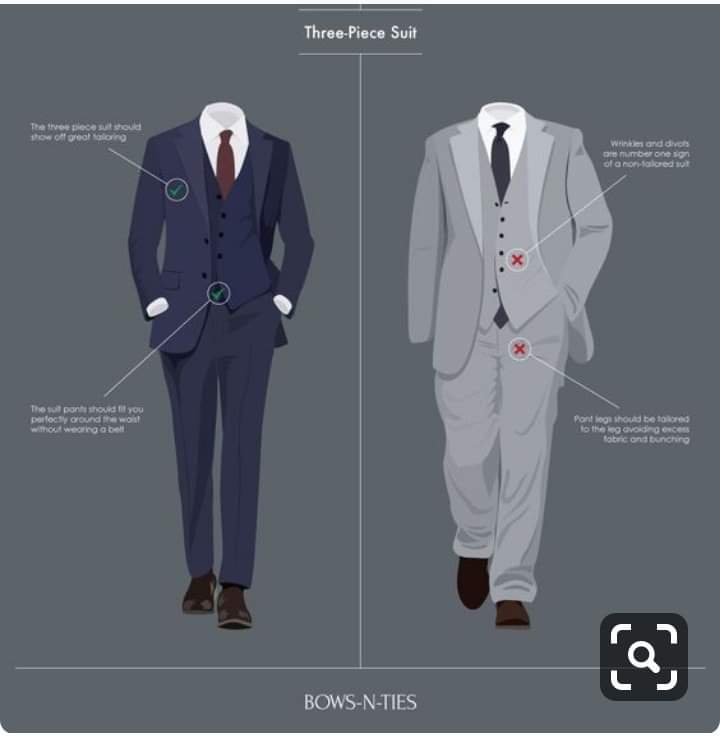 Three-Piece Suit
The three piece suit should
show off great tailoring
Wrinkles and divots
are number one sign
of a non-tailored suit
The suit pants should fit you
perfectly around the waist
without wearing a belt
Pant legs should be tailored
to the leg avoiding excess
fabric and bunching
BOWS-N-TIES